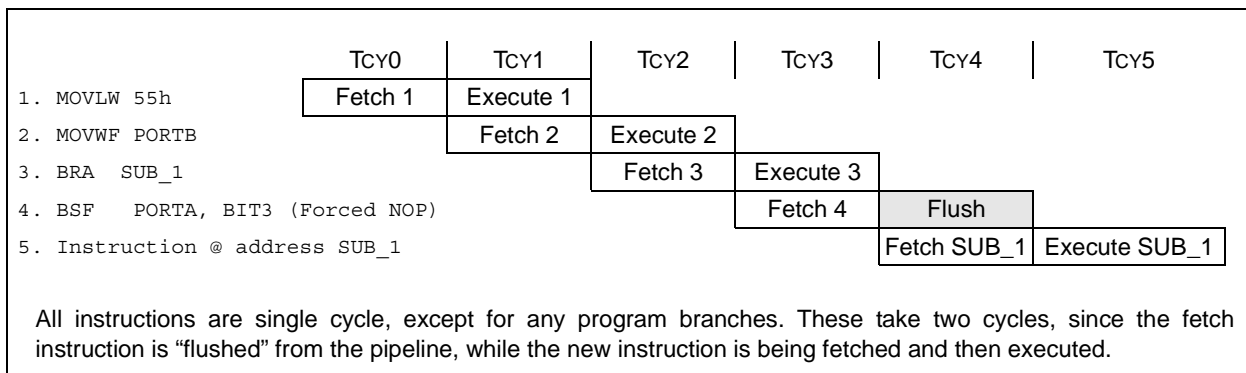 TCY0 TCY1 TCY2 TCY3 TCY4 TCY5
1. MOVLW 55h Fetch 1 Execute 1
2. MOVWF PORTB Fetch 2 Execute 2
3. BRA SUB_1 Fetch 3 Execute 3
4. BSF PORTA, BIT3 (Forced NOP) Fetch 4 Flush
5. Instruction @ address SUB_1 Fetch SUB_1 Execute SUB_1
All instructions are single cycle, except for any program branches. These take two cycles, since the fetch
instruction is “flushed” from the pipeline, while the new instruction is being fetched and then executed.